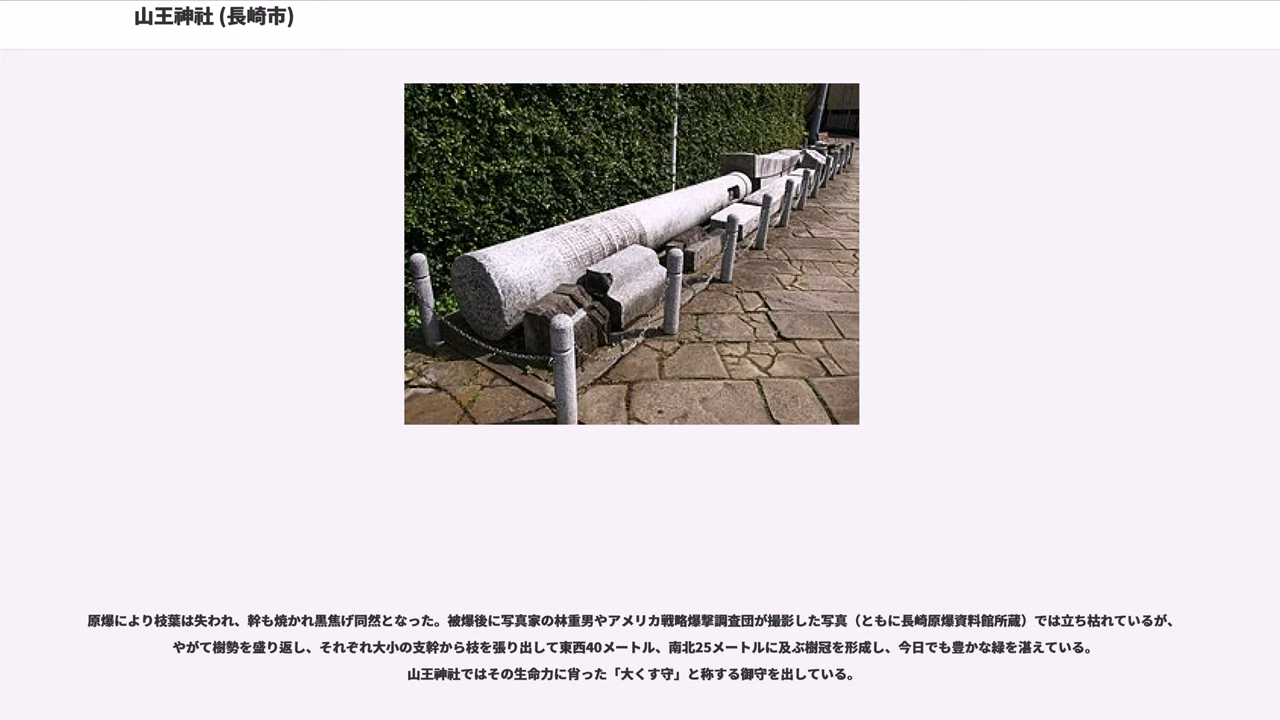 山王神社 (長崎市)
原爆により枝葉は失われ、幹も焼かれ黒焦げ同然となった。被爆後に写真家の林重男やアメリカ戦略爆撃調査団が撮影した写真（ともに長崎原爆資料館所蔵）では立ち枯れているが、
やがて樹勢を盛り返し、それぞれ大小の支幹から枝を張り出して東西40メートル、南北25メートルに及ぶ樹冠を形成し、今日でも豊かな緑を湛えている。
山王神社ではその生命力に肖った「大くす守」と称する御守を出している。